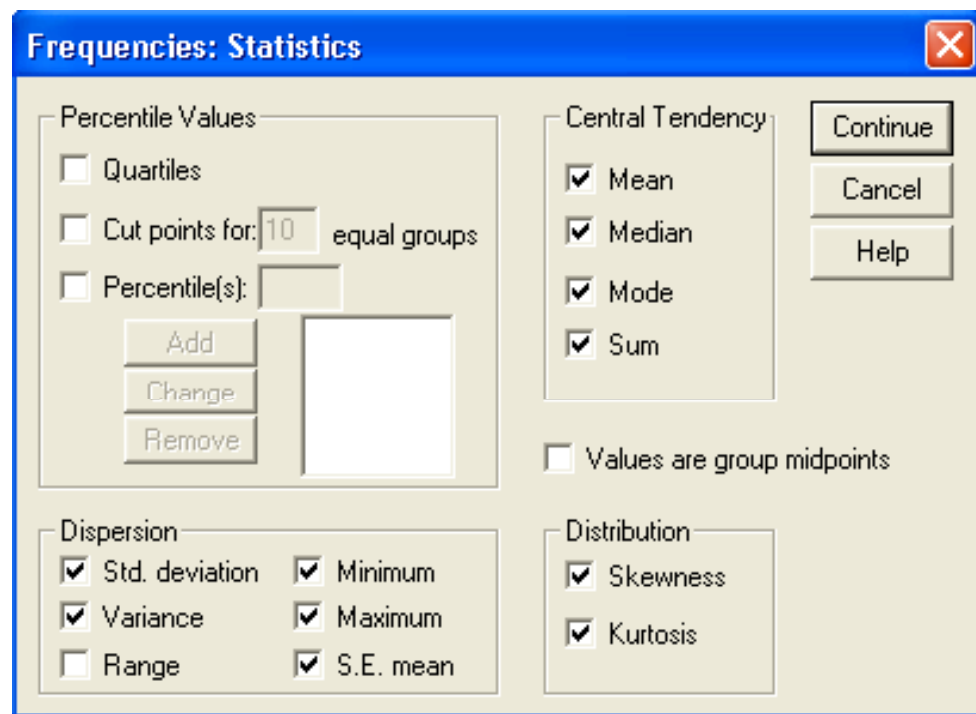 Frequencies: Statistics
Percentile Values
Quartiles
Cut points for: 10 equal groups
Percentile(s):
Add
Change
Remove
Central Tendency
Mean
Median
Mode
Sum
Continue
Cancel
Help
Values are group midpoints
Dispersion
Std. deviation
Minimum
Variance
Maximum
Range
S.E. mean
Distribution
Skewness
Kurtosis